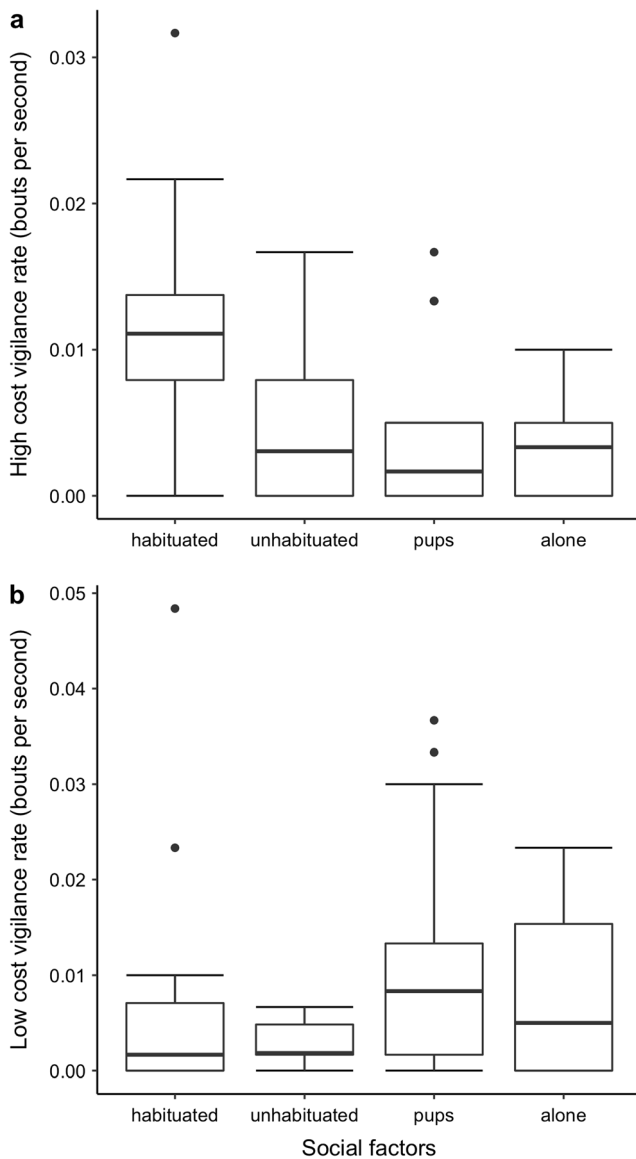 a
High cost vigilance rate (bouts per second)
0.03
0.02
0.01
0.00
habituated unhabituated pups alone
b
Low cost vigilance rate (bouts per second)
0.05
0.04
0.03
0.02
0.01
0.00
habituated unhabituated pups alone
Social factors